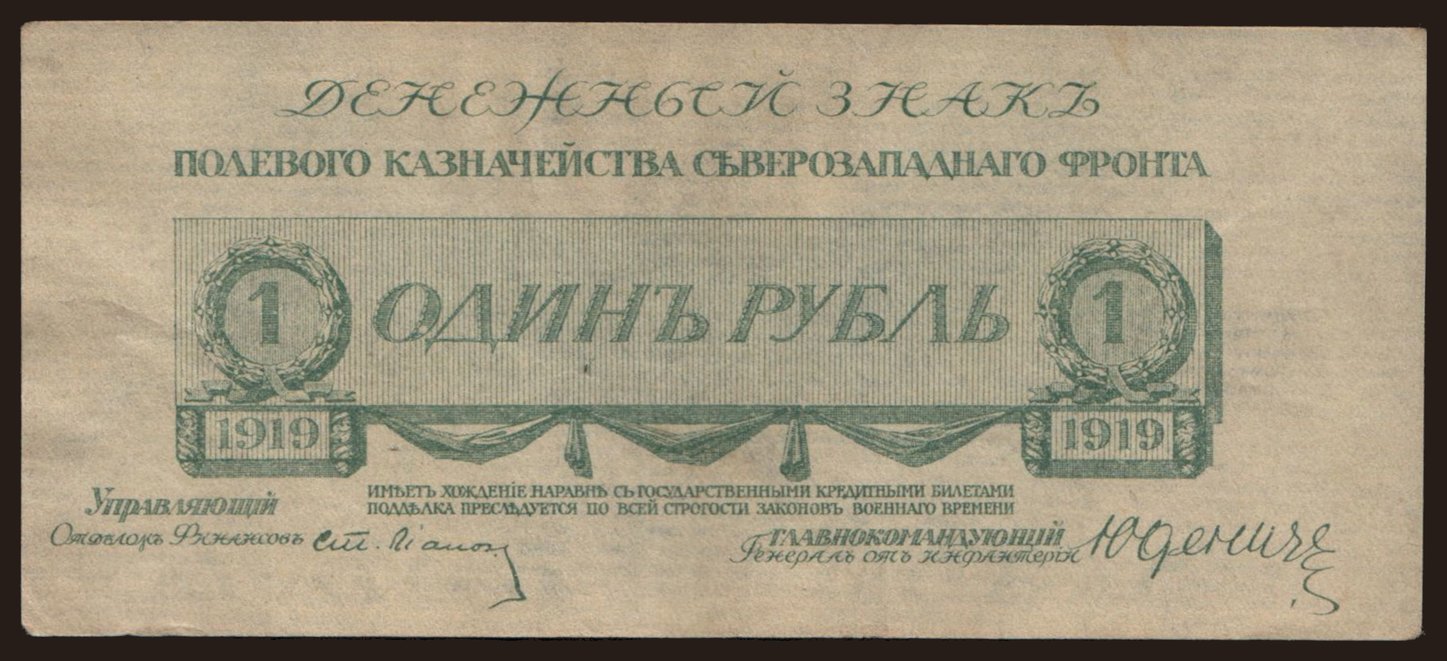 ДЕНЕЖНЫЙ ЗНАКЪ
ПОЛЕВОГО КАЗНАЧЕЙСТВА СѢВЕРОЗАПАДНАГО ФРОНТА
1 ОДИНЪ РУБЛЬ 1
1919 1919
ИМѢЕТЪ ХОЖДЕНІЕ НАРАВНѢ СЪ ГОСУДАРСТВЕННЫМИ КРЕДИТНЫМИ БИЛЕТАМИ
ПОДДѢЛКА ПРЕСЛѢДУЕТСЯ ПО ВСЕЙ СТРОГОСТИ ЗАКОНОВЪ ВОЕННАГО ВРЕМЕНИ
УПРАВЛЯЮЩІЙ
Отдѣломъ Финансовъ
ГЛАВНОКОМАНДУЮЩІЙ
Генералъ отъ инфантеріи Юденичъ